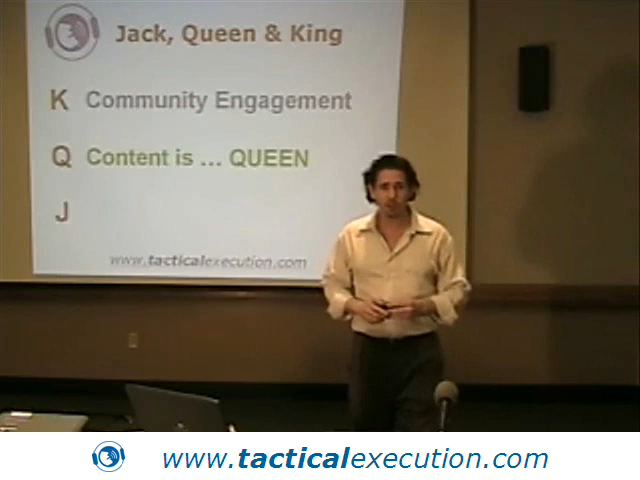 Jack, Queen & King
K Community Engagement
Q Content is ... QUEEN
J
www.tacticalexecution.com
www.tacticalexecution.com